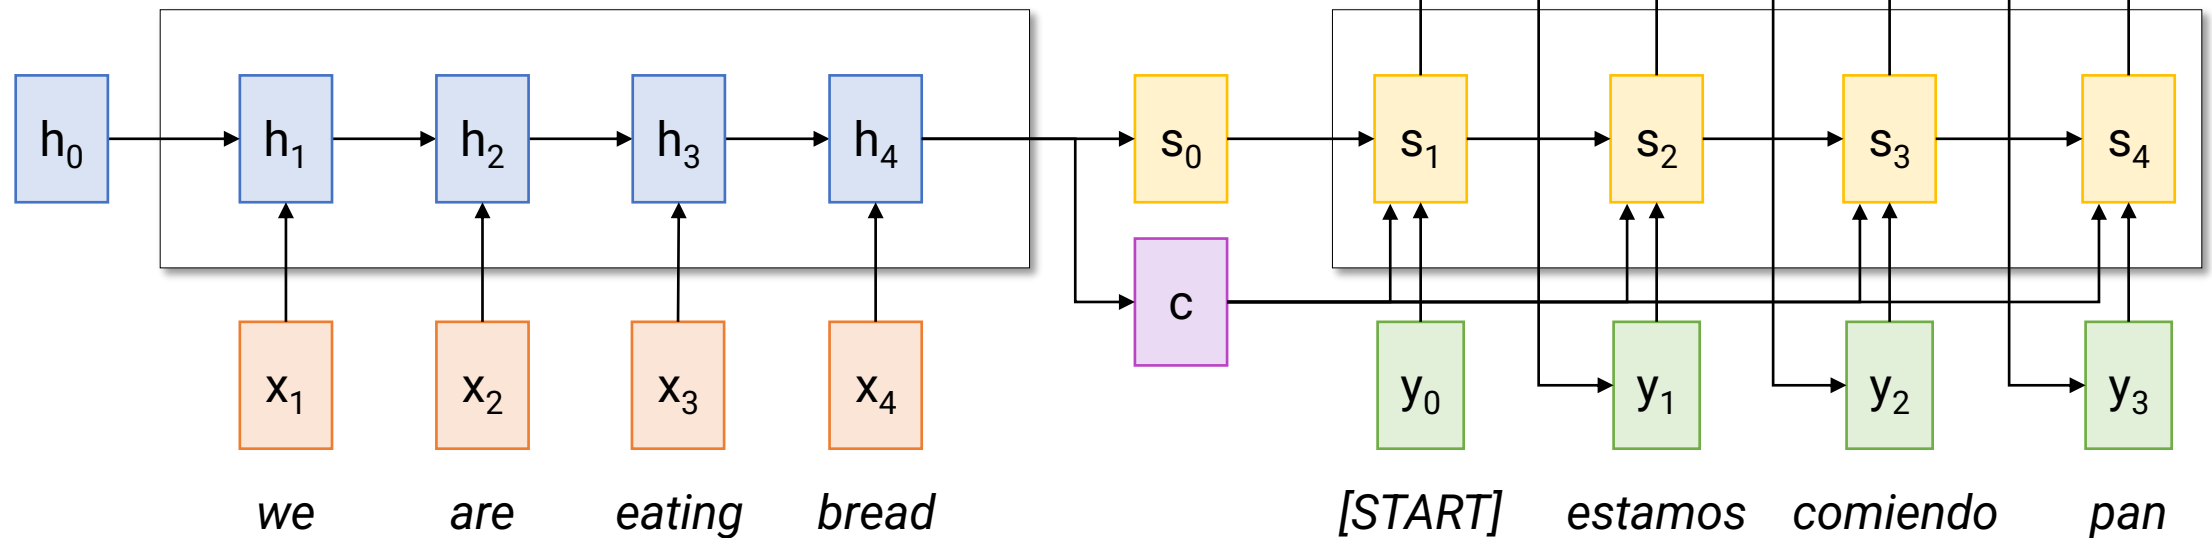 h₀ h₁ h₂ h₃ h₄ s₀ s₁ s₂ s₃ s₄
c
x₁ x₂ x₃ x₄ y₀ y₁ y₂ y₃
we are eating bread [START] estamos comiendo pan